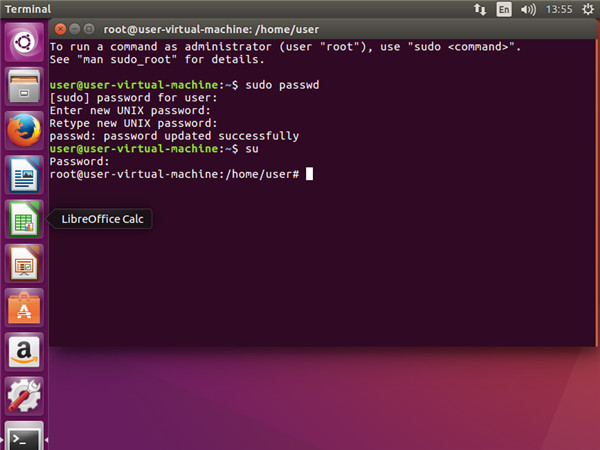 Terminal
En
13:55
root@user-virtual-machine: /home/user
To run a command as administrator (user "root"), use "sudo <command>".
See "man sudo_root" for details.
user@user-virtual-machine:~$ sudo passwd
[sudo] password for user:
Enter new UNIX password:
Retype new UNIX password:
passwd: password updated successfully
user@user-virtual-machine:~$ su
Password:
root@user-virtual-machine:/home/user#
LibreOffice Calc